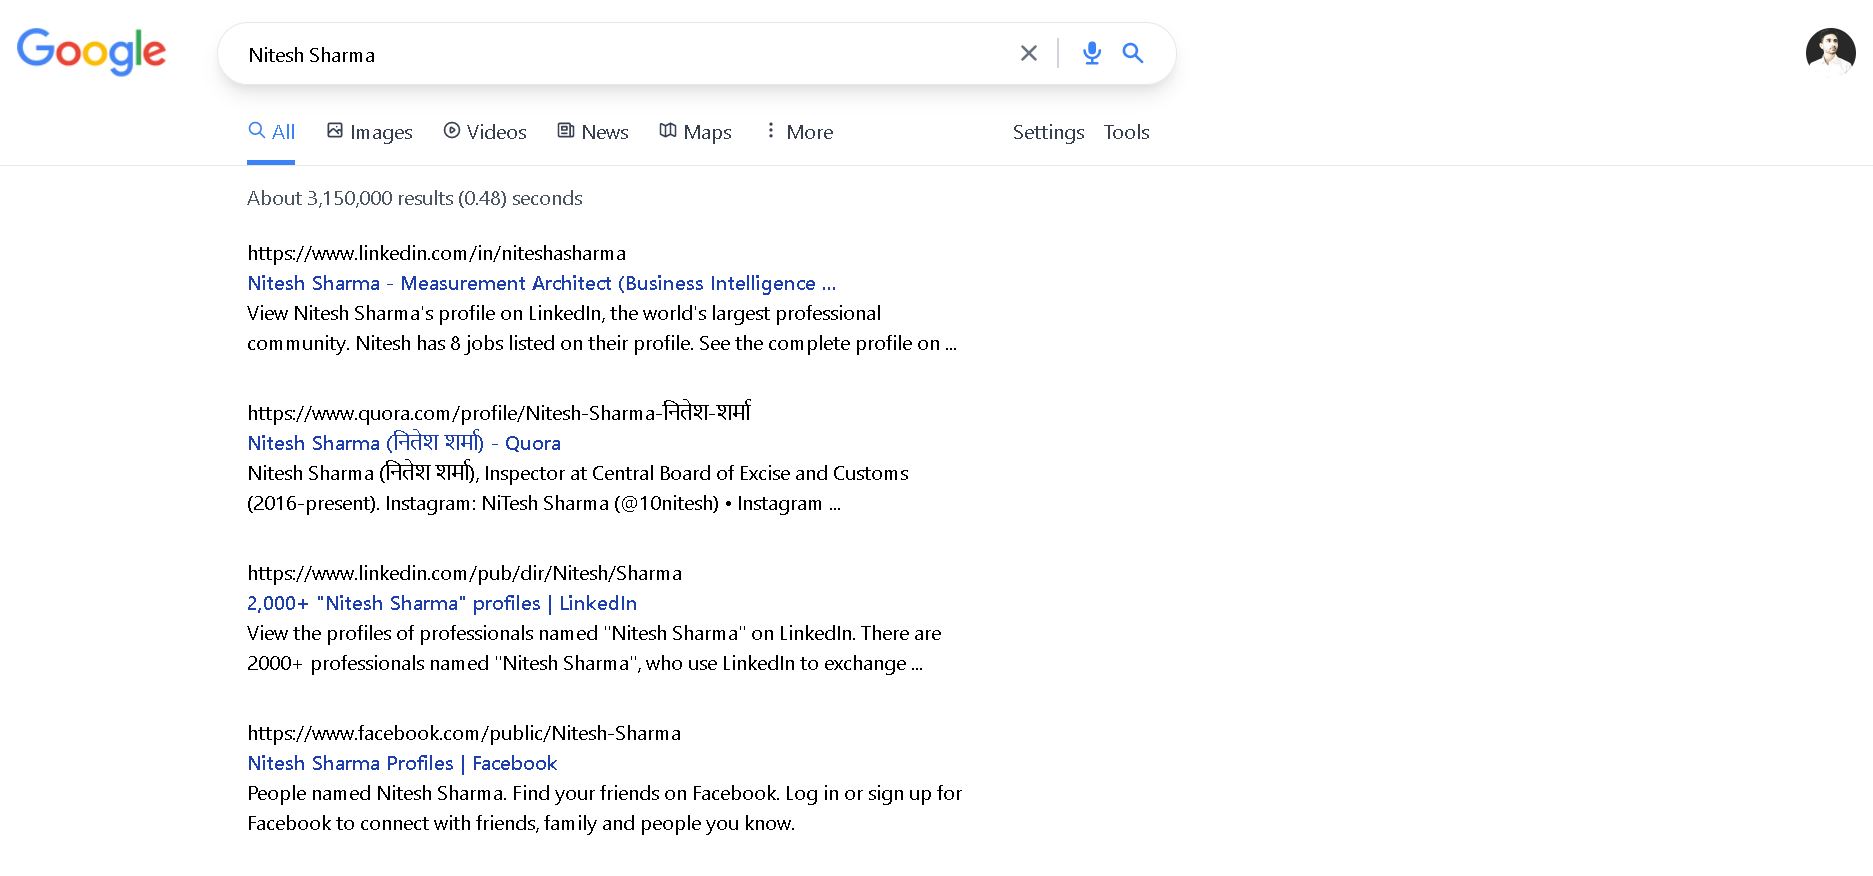 Google
Nitesh Sharma
All Images Videos News Maps More Settings Tools
About 3,150,000 results (0.48) seconds
https://www.linkedin.com/in/niteshasharma
Nitesh Sharma - Measurement Architect (Business Intelligence ...
View Nitesh Sharma's profile on LinkedIn, the world's largest professional
community. Nitesh has 8 jobs listed on their profile. See the complete profile on ...
https://www.quora.com/profile/Nitesh-Sharma-नितेश-शर्मा
Nitesh Sharma (नितेश शर्मा) - Quora
Nitesh Sharma (नितेश शर्मा), Inspector at Central Board of Excise and Customs
(2016-present). Instagram: NiTesh Sharma (@10nitesh) • Instagram ...
https://www.linkedin.com/pub/dir/Nitesh/Sharma
2,000+ "Nitesh Sharma" profiles | LinkedIn
View the profiles of professionals named "Nitesh Sharma" on LinkedIn. There are
2000+ professionals named "Nitesh Sharma", who use LinkedIn to exchange ...
https://www.facebook.com/public/Nitesh-Sharma
Nitesh Sharma Profiles | Facebook
People named Nitesh Sharma. Find your friends on Facebook. Log in or sign up for
Facebook to connect with friends, family and people you know.